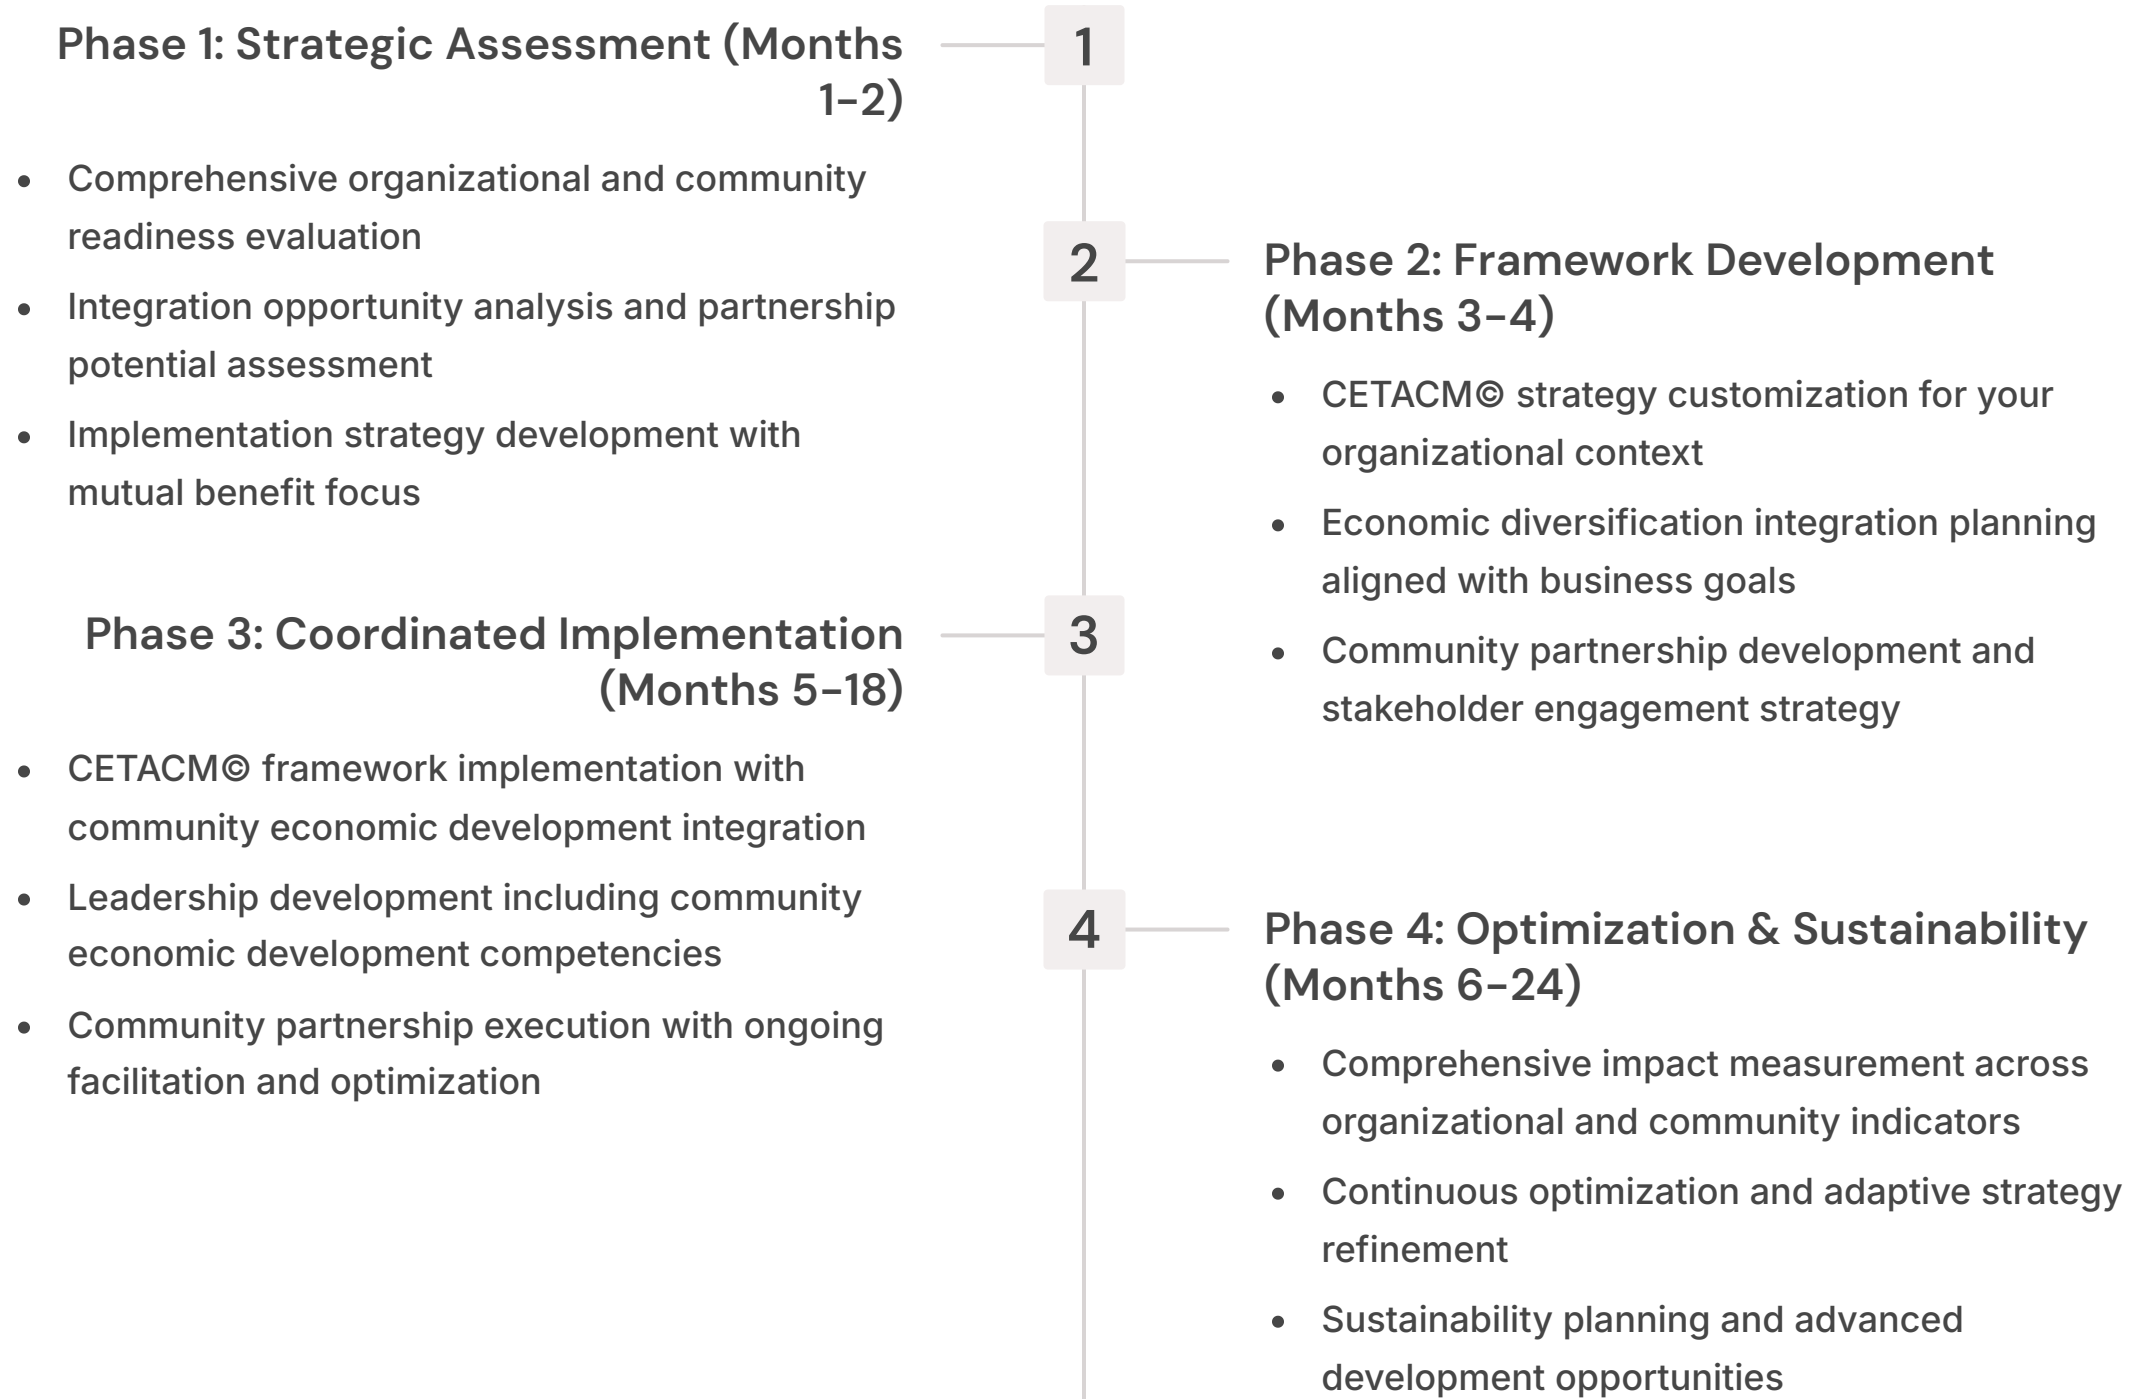 Phase 1: Strategic Assessment (Months
1–2)
• Comprehensive organizational and community
readiness evaluation
• Integration opportunity analysis and partnership
potential assessment
• Implementation strategy development with
mutual benefit focus
1
2
Phase 2: Framework Development
(Months 3–4)
• CETACM© strategy customization for your
organizational context
• Economic diversification integration planning
aligned with business goals
• Community partnership development and
stakeholder engagement strategy
Phase 3: Coordinated Implementation
(Months 5–18)
• CETACM© framework implementation with
community economic development integration
• Leadership development including community
economic development competencies
• Community partnership execution with ongoing
facilitation and optimization
3
4
Phase 4: Optimization & Sustainability
(Months 6–24)
• Comprehensive impact measurement across
organizational and community indicators
• Continuous optimization and adaptive strategy
refinement
• Sustainability planning and advanced
development opportunities